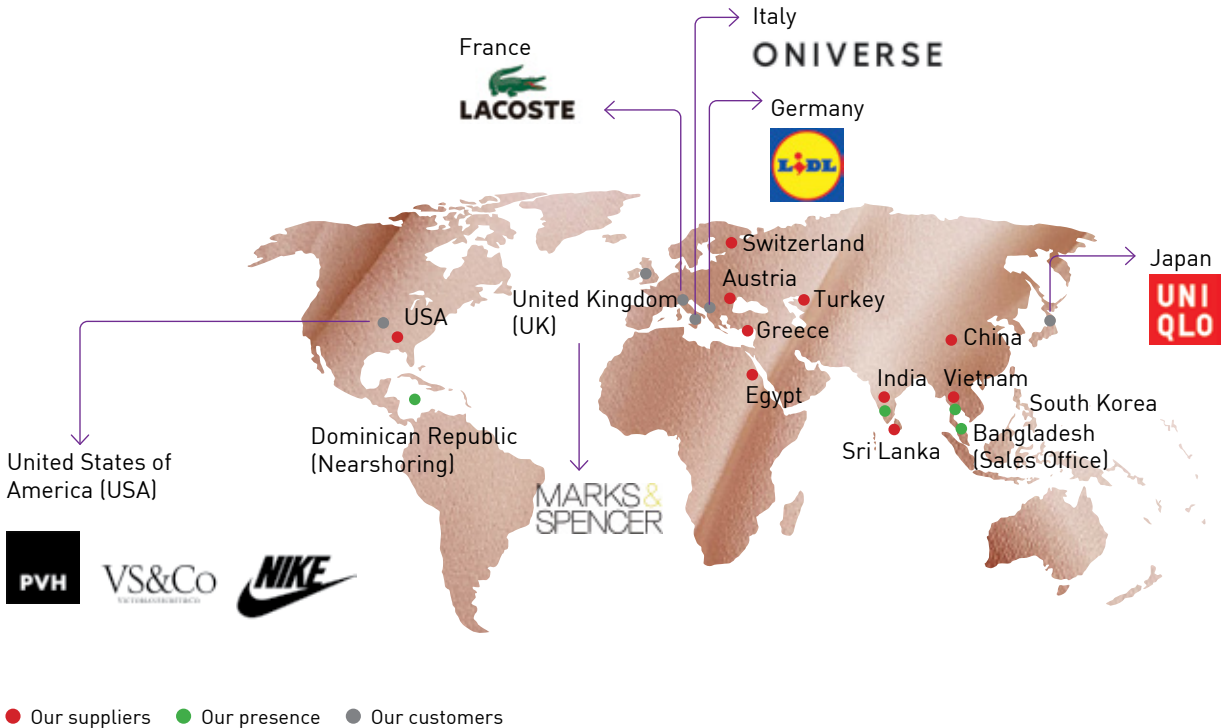 Italy
ONIVERSE
France
LACOSTE
Germany
LIDL
Switzerland
Austria
Turkey
Japan
UNI
QLO
United Kingdom
(UK)
USA
Greece
China
Egypt
India
Vietnam
South Korea
Dominican Republic
(Nearshoring)
Sri Lanka
Bangladesh
(Sales Office)
United States of
America (USA)
MARKS&
SPENCER
PVH
VS&Co
NIKE
Our suppliers
Our presence
Our customers